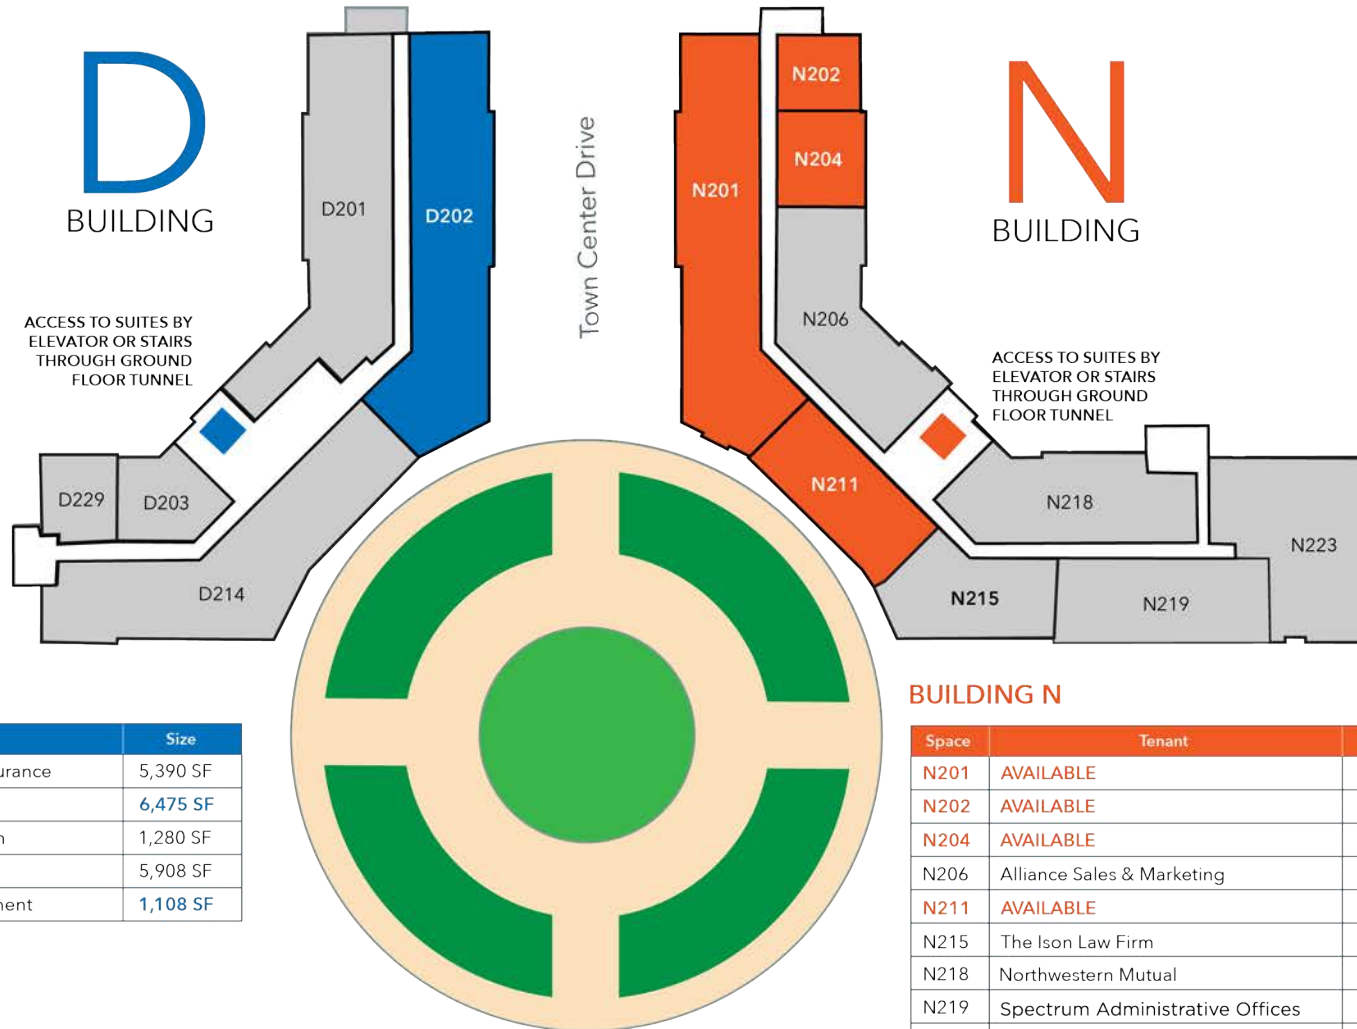 D
BUILDING
N
BUILDING
Town Center Drive
D201
D202
D229
D203
D214
ACCESS TO SUITES BY
ELEVATOR OR STAIRS
THROUGH GROUND
FLOOR TUNNEL
N201
N202
N204
N206
N211
N215
N218
N219
N223
ACCESS TO SUITES BY
ELEVATOR OR STAIRS
THROUGH GROUND
FLOOR TUNNEL
Size
urance 5,390 SF
6,475 SF
1,280 SF
5,908 SF
nent 1,108 SF
BUILDING N
Space Tenant
N201 AVAILABLE
N202 AVAILABLE
N204 AVAILABLE
N206 Alliance Sales & Marketing
N211 AVAILABLE
N215 The Ison Law Firm
N218 Northwestern Mutual
N219 Spectrum Administrative Offices